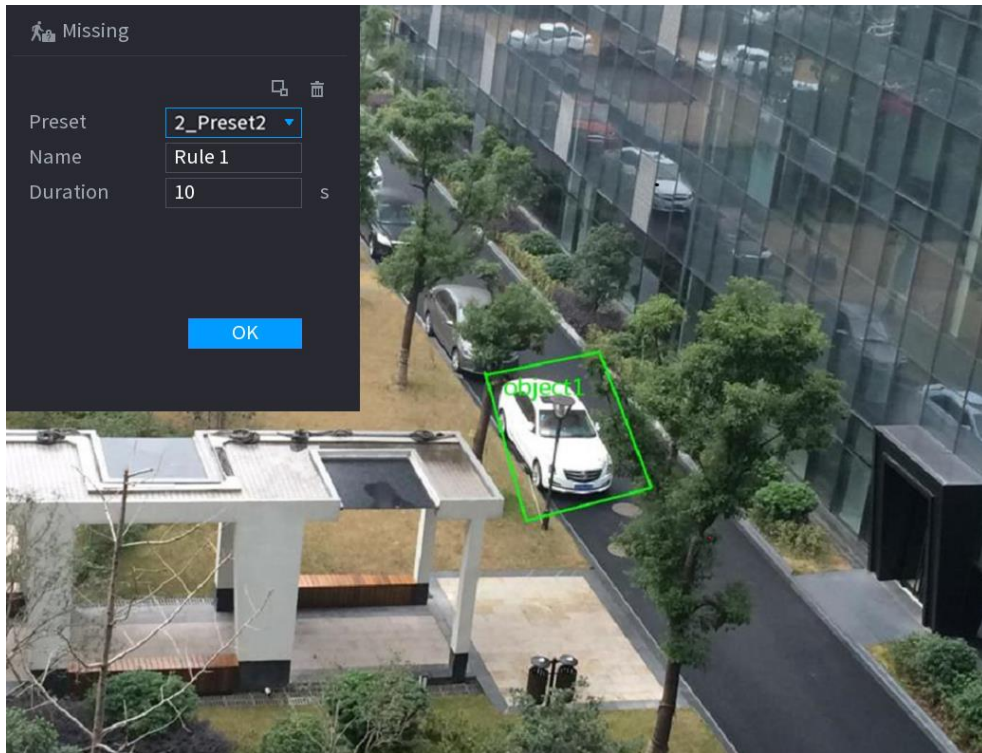 Missing
Preset 2_Preset2
Name Rule 1
Duration 10 s
OK
object1